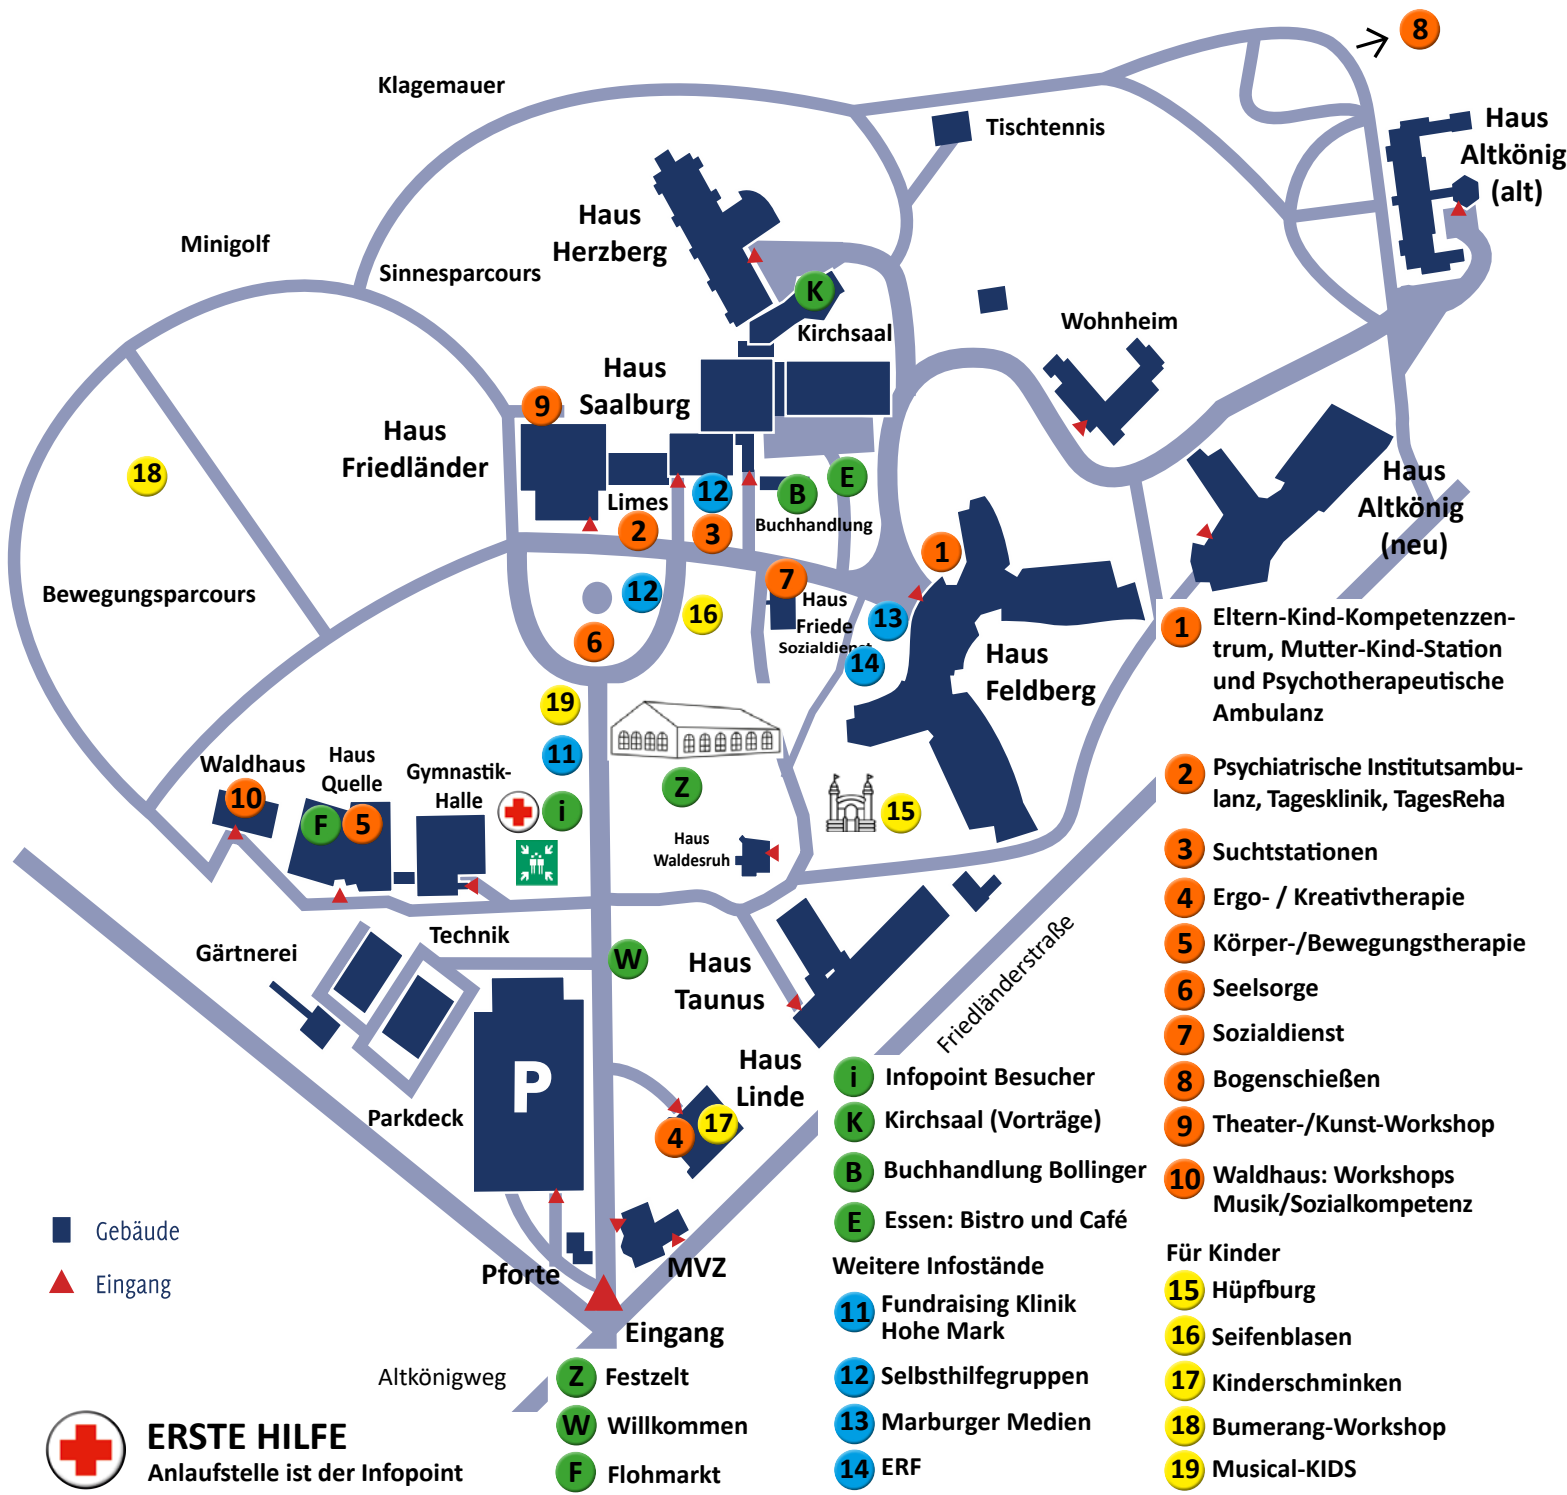 8
Klagemauer
Tischtennis
Haus
Altkönig
(alt)
Minigolf
Haus
Herzberg
Sinnesparcours
K
Kirchsaal
Wohnheim
Haus
Saalburg
9
Haus
Friedländer
18
Limes
12
B
E
Buchhandlung
2
3
1
Haus
Altkönig
(neu)
Bewegungsparcours
12
16
7
Haus
Friede
Sozialdienst
13
14
6
Haus
Feldberg
19
11
Z
15
Waldhaus
10
Haus
Quelle
F
5
Gymnastik-
Halle
i
Haus
Waldesruh
Gärtnerei
Technik
W
Haus
Taunus
Friedländerstraße
P
Parkdeck
Haus
Linde
4
17
Pforte
MVZ
Eingang
Altkönigweg
Gebäude
Eingang
ERSTE HILFE
Anlaufstelle ist der Infopoint
Z Festzelt
W Willkommen
F Flohmarkt
i Infopoint Besucher
K Kirchsaal (Vorträge)
B Buchhandlung Bollinger
E Essen: Bistro und Café
Weitere Infostände
11 Fundraising Klinik
Hohe Mark
12 Selbsthilfegruppen
13 Marburger Medien
14 ERF
1 Eltern-Kind-Kompetenzzen-
trum, Mutter-Kind-Station
und Psychotherapeutische
Ambulanz
2 Psychiatrische Institutsambu-
lanz, Tagesklinik, TagesReha
3 Suchtstationen
4 Ergo- / Kreativtherapie
5 Körper-/Bewegungstherapie
6 Seelsorge
7 Sozialdienst
8 Bogenschießen
9 Theater-/Kunst-Workshop
10 Waldhaus: Workshops
Musik/Sozialkompetenz
Für Kinder
15 Hüpfburg
16 Seifenblasen
17 Kinderschminken
18 Bumerang-Workshop
19 Musical-KIDS